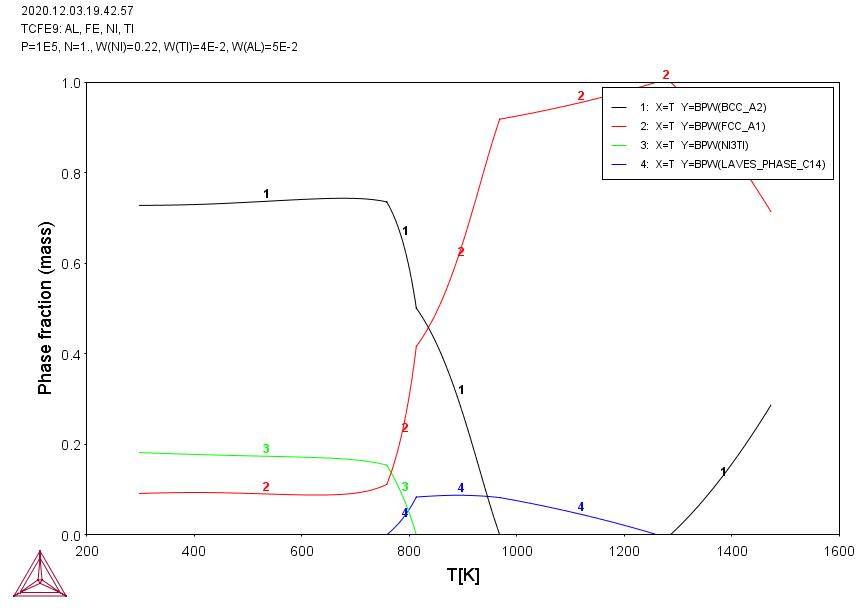 2020.12.03.19.42.57
TCFE9: AL, FE, NI, TI
P=1E5, N=1., W(NI)=0.22, W(TI)=4E-2, W(AL)=5E-2
1: X=T Y=BPW(BCC_A2)
2: X=T Y=BPW(FCC_A1)
3: X=T Y=BPW(NI3TI)
4: X=T Y=BPW(LAVES_PHASE_C14)
Phase fraction (mass)
1.0
0.8
0.6
0.4
0.2
0.0
2
2
1
1
2
1
2
3
2
3
4
4
4
1
200 400 600 800 1000 1200 1400 1600
T[K]